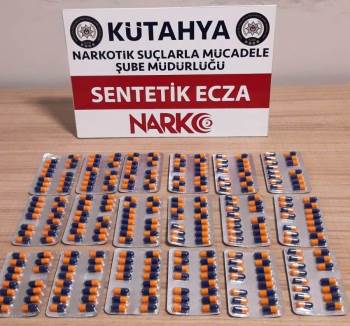 KÜTAHYA
NARKOTİK SUÇLARLA MÜCADELE
ŞUBE MÜDÜRLÜĞÜ
SENTETİK ECZA
NARKO